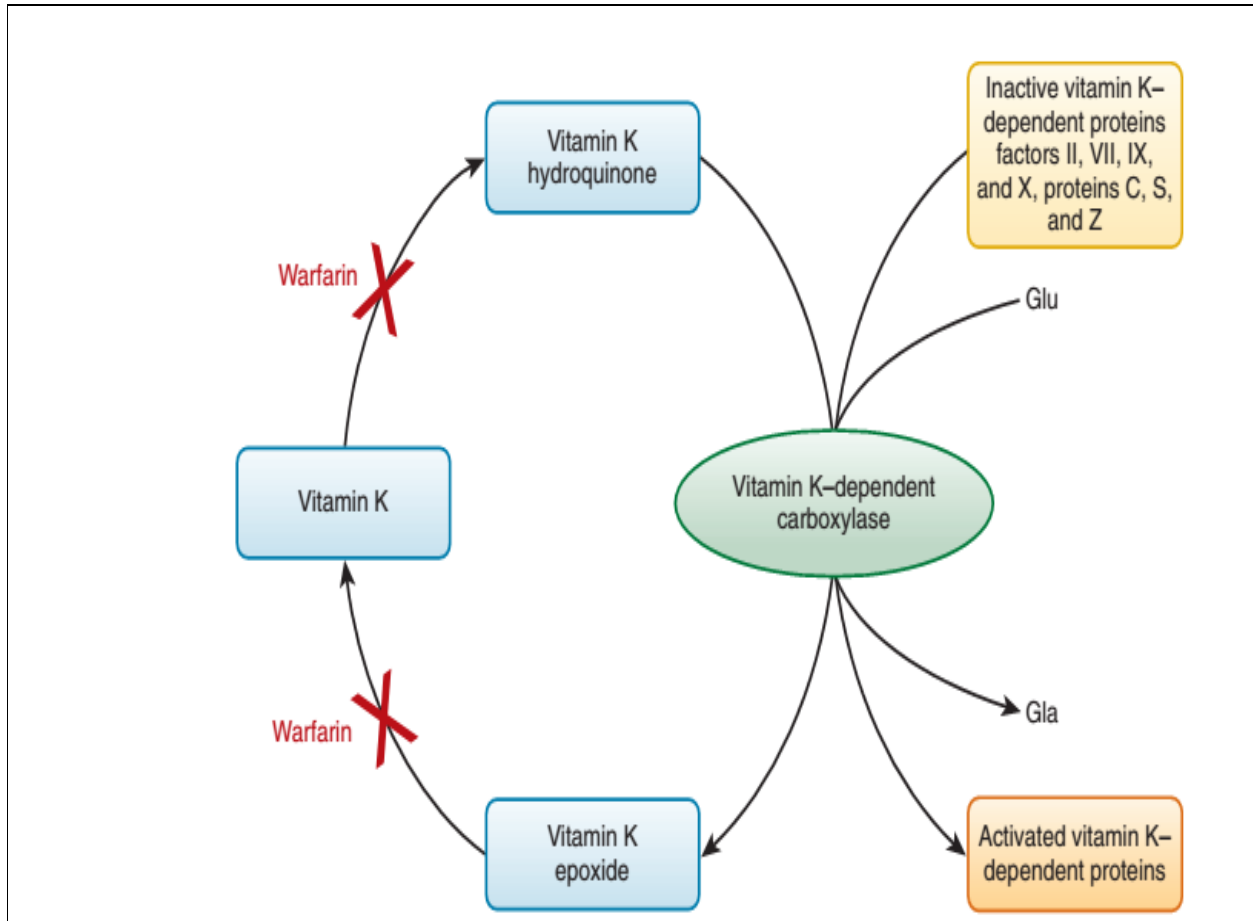 Vitamin K
hydroquinone
Inactive vitamin K–
dependent proteins
factors II, VII, IX,
and X, proteins C, S,
and Z
Warfarin
Glu
Vitamin K
Vitamin K–dependent
carboxylase
Warfarin
Gla
Vitamin K
epoxide
Activated vitamin K–
dependent proteins